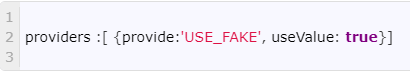 1
2 providers :[ {provide:'USE_FAKE', useValue: true}]
3